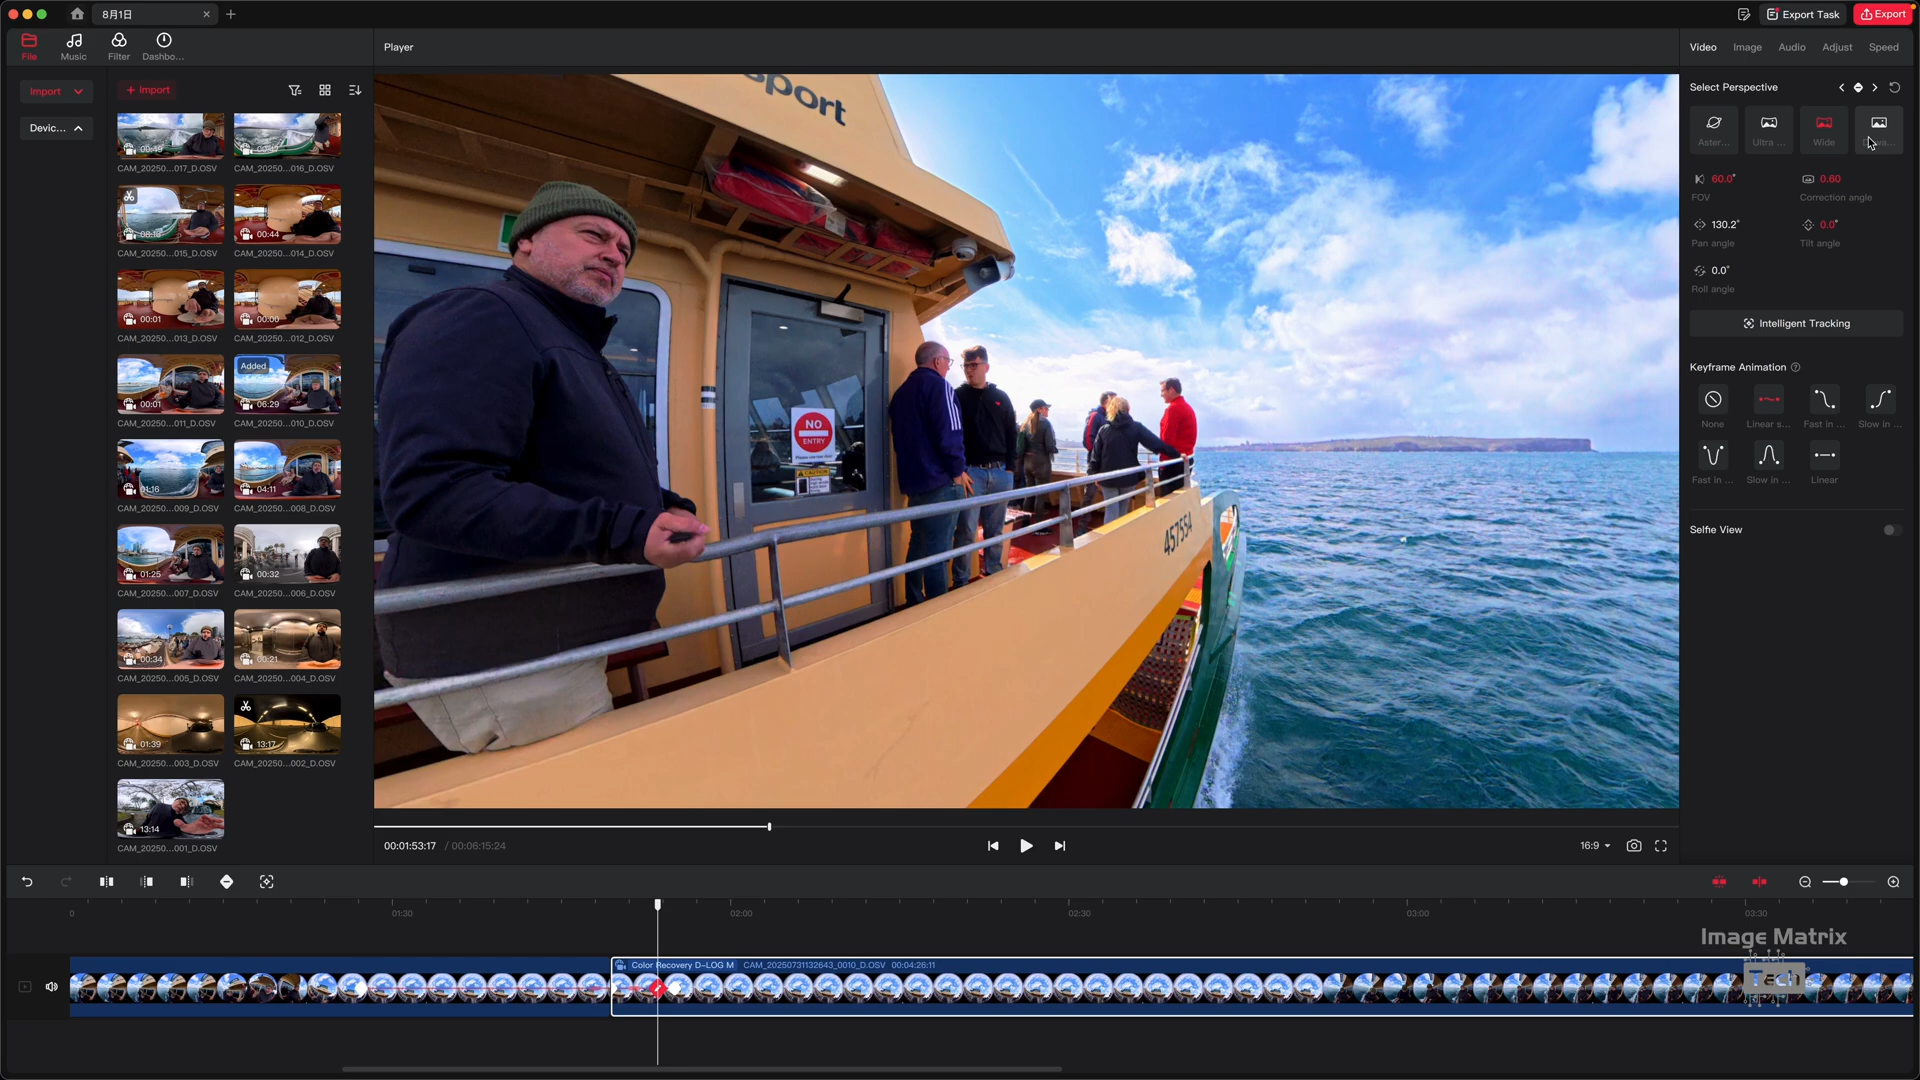 8月1日
Export Task
Export
File
Music
Filter
Dashbo...
Player
Video
Image
Audio
Adjust
Speed
Import
Devic...
+ Import
CAM_20250...017_D.OSV
CAM_20250...016_D.OSV
CAM_20250...015_D.OSV
00:44
CAM_20250...014_D.OSV
00:01
CAM_20250...013_D.OSV
00:00
CAM_20250...012_D.OSV
00:01
CAM_20250...011_D.OSV
Added
06:29
CAM_20250...010_D.OSV
01:16
CAM_20250...009_D.OSV
04:11
CAM_20250...008_D.OSV
01:25
CAM_20250...007_D.OSV
00:32
CAM_20250...006_D.OSV
00:34
CAM_20250...005_D.OSV
00:21
CAM_20250...004_D.OSV
01:39
CAM_20250...003_D.OSV
13:17
CAM_20250...002_D.OSV
13:14
CAM_20250...001_D.OSV
sport
NO
ENTRY
CAUTION
457554
Select Perspective
Aster...
Ultra ...
Wide
60.0°
FOV
0.60
Correction angle
130.2°
Pan angle
0.0°
Tilt angle
0.0°
Roll angle
Intelligent Tracking
Keyframe Animation
None
Linear s...
Fast in ...
Slow in ...
Fast in ...
Slow in ...
Linear
Selfie View
00:01:53:17 / 00:06:15:24
16:9
0
01:30
02:00
02:30
03:00
03:30
Color Recovery D-LOG M CAM_20250731132643_0010_D.OSV 00:04:26:11
Image Matrix
Tech